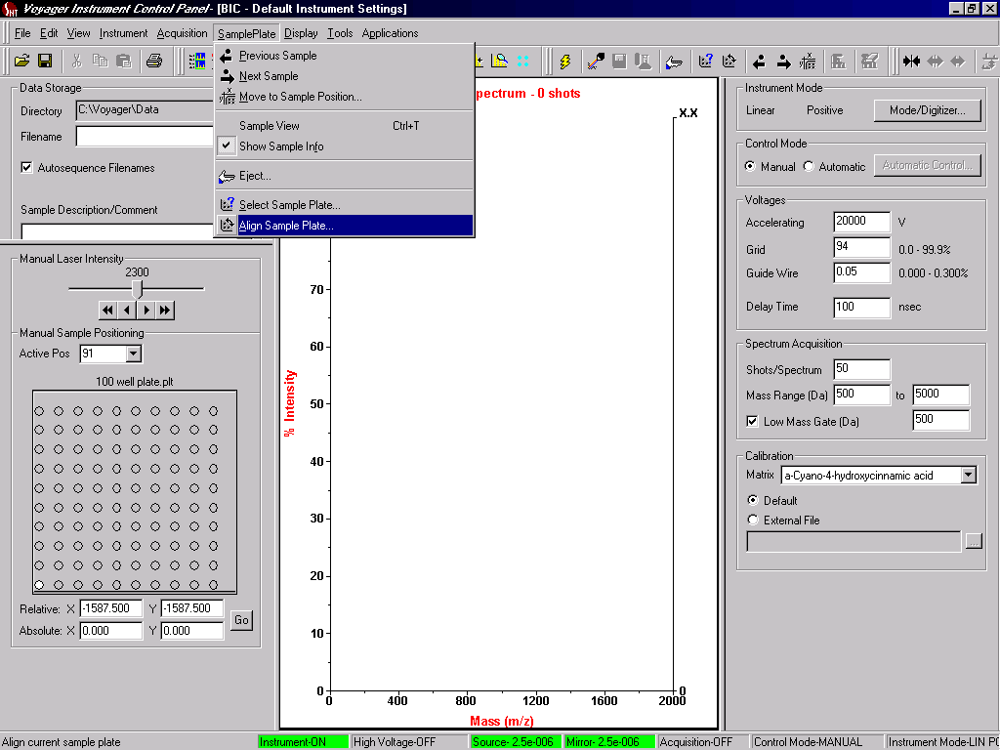 Voyager Instrument Control Panel- [BIC - Default Instrument Settings]
File Edit View Instrument Acquisition SamplePlate Display Tools Applications
Previous Sample
Next Sample
Move to Sample Position...
Sample View Ctrl+T
Show Sample Info
Eject...
Select Sample Plate...
Align Sample Plate...
Data Storage
Directory C:\Voyager\Data
Filename
Autosequence Filenames
Sample Description/Comment
Manual Laser Intensity
2300
Manual Sample Positioning
Active Pos 91
100 well plate.plt
Relative: X -1587.500 Y -1587.500
Absolute: X 0.000 Y 0.000
Go
pectrum - 0 shots
X.X
% Intensity
70
60
50
40
30
20
10
0 0
0 400 800 1200 1600 2000
Mass (m/z)
Instrument Mode
Linear Positive Mode/Digitizer...
Control Mode
Manual Automatic Automatic Control...
Voltages
Accelerating 20000 V
Grid 94 0.0 - 99.9%
Guide Wire 0.05 0.000 - 0.300%
Delay Time 100 nsec
Spectrum Acquisition
Shots/Spectrum 50
Mass Range (Da) 500 to 5000
Low Mass Gate (Da) 500
Calibration
Matrix a-Cyano-4-hydroxycinnamic acid
Default
External File
...
Align current sample plate Instrument-ON High Voltage-OFF Source- 2.5e-006 Mirror- 2.5e-006 Acquisition-OFF Control Mode-MANUAL Instrument Mode-LIN PO